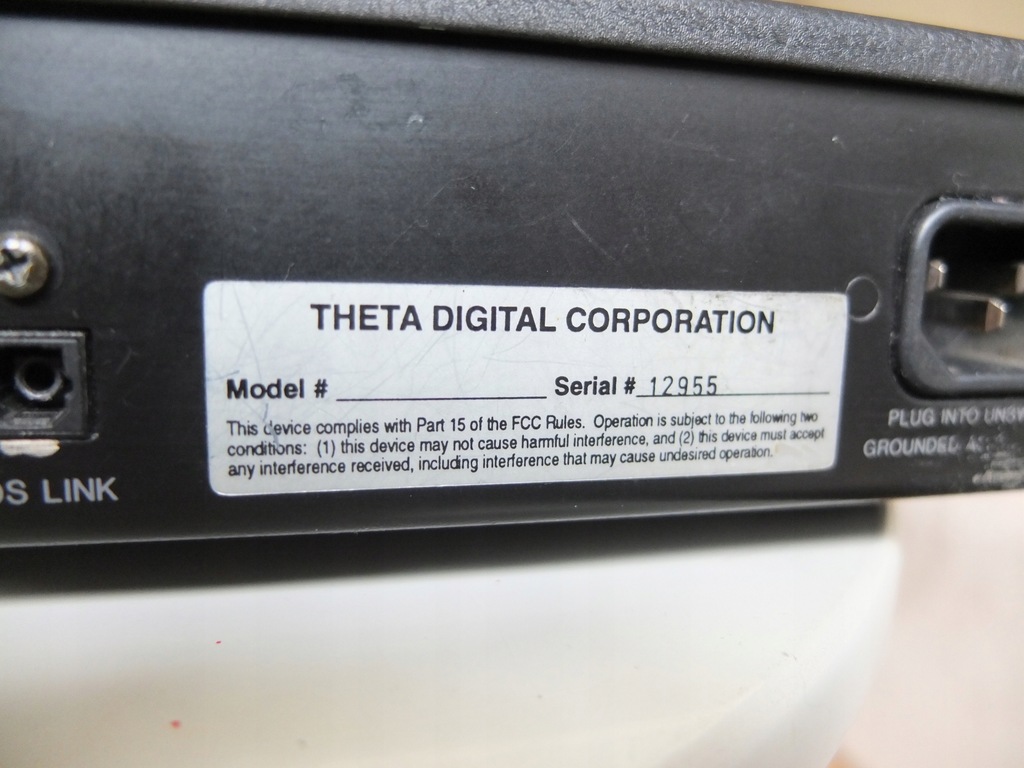 THETA DIGITAL CORPORATION
Model # Serial # 12955
This device complies with Part 15 of the FCC Rules. Operation is subject to the following two
conditions: (1) this device may not cause harmful interference, and (2) this device must accept
any interference received, including interference that may cause undesired operation.
OS LINK
PLUG INTO
GROUNDED